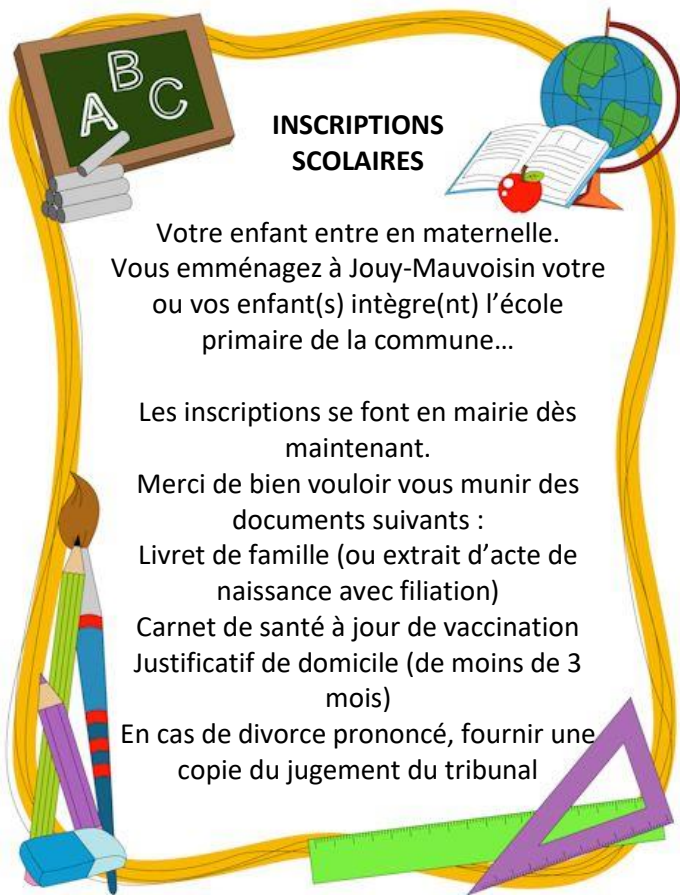 A B C
INSCRIPTIONS
SCOLAIRES
Votre enfant entre en maternelle.
Vous emménagez à Jouy-Mauvoisin votre
ou vos enfant(s) intègre(nt) l’école
primaire de la commune…
Les inscriptions se font en mairie dès
maintenant.
Merci de bien vouloir vous munir des
documents suivants :
Livret de famille (ou extrait d’acte de
naissance avec filiation)
Carnet de santé à jour de vaccination
Justificatif de domicile (de moins de 3
mois)
En cas de divorce prononcé, fournir une
copie du jugement du tribunal